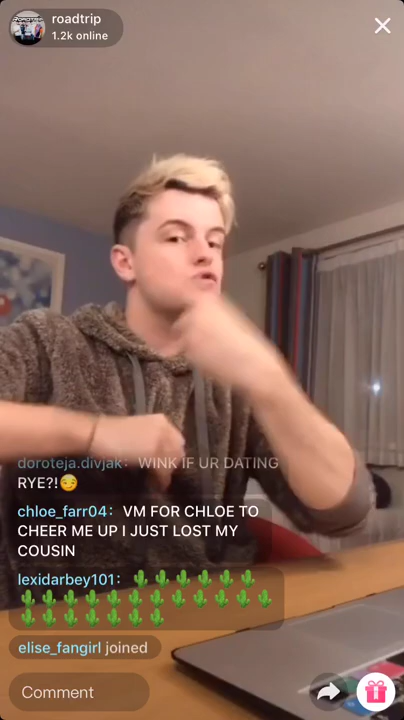 roadtrip
1.2k online
doroteja.divjak: WINK IF UR DATING
RYE?!😏
chloe_farr04: VM FOR CHLOE TO
CHEER ME UP I JUST LOST MY
COUSIN
lexidarbey101: 🌵🌵🌵🌵🌵🌵
🌵🌵🌵🌵🌵🌵🌵🌵🌵🌵🌵🌵
🌵🌵🌵🌵🌵🌵🌵
elise_fangirl joined
Comment